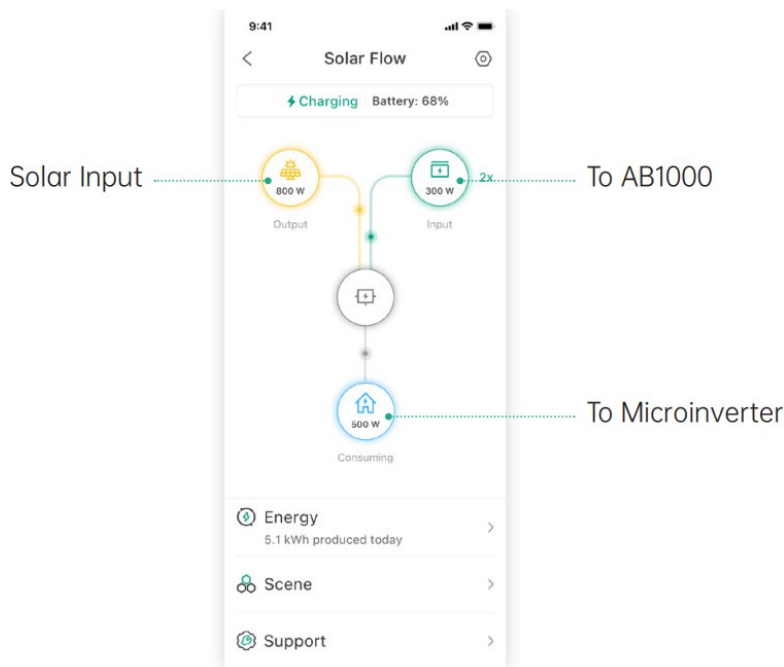 9:41
Solar Flow
Charging Battery: 68%
Solar Input
800 W
300 W
2x
To AB1000
Output
Input
500 W
To Microinverter
Consuming
Energy
5.1 kWh produced today
Scene
Support